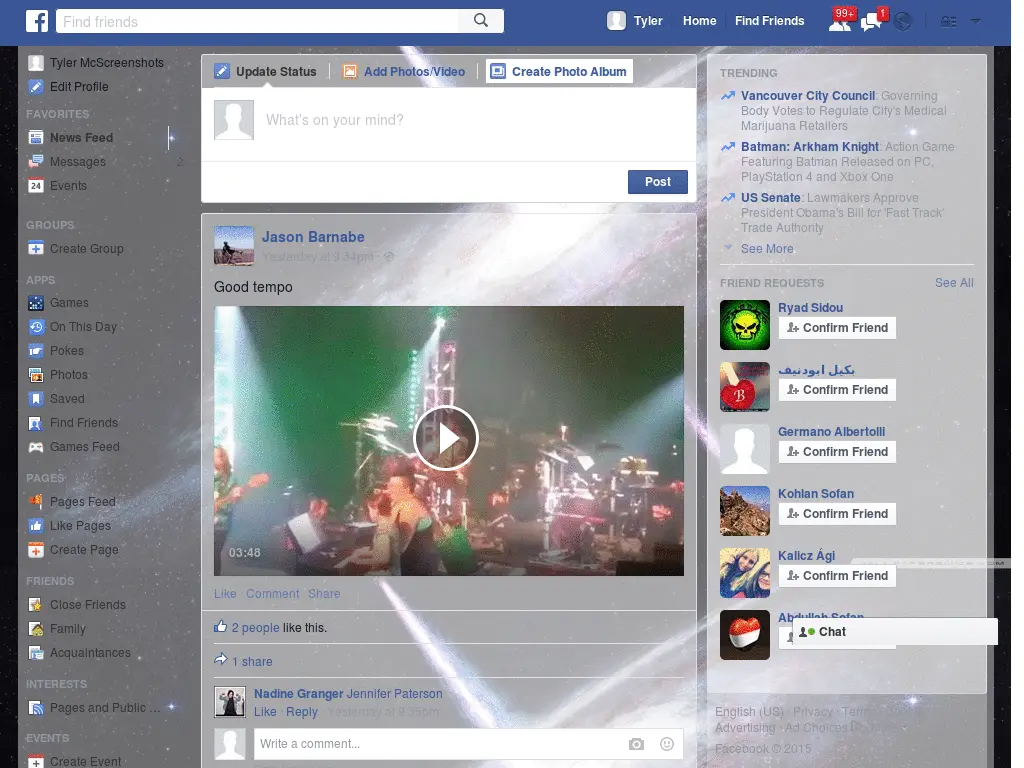 Find friends
Tyler
Home
Find Friends
99+
1
Tyler McScreenshots
Edit Profile
FAVORITES
News Feed
Messages
2
24
Events
GROUPS
Create Group
APPS
Games
On This Day
Pokes
Photos
Saved
Find Friends
Games Feed
PAGES
Pages Feed
Like Pages
Create Page
FRIENDS
Close Friends
Family
Acquaintances
INTERESTS
Pages and Public ...
EVENTS
Create Event
Update Status
Add Photos/Video
Create Photo Album
What's on your mind?
Post
Jason Barnabe
Yesterday at 9:34pm ·
Good tempo
03:48
Like Comment Share
2 people like this.
1 share
Nadine Granger Jennifer Paterson
Like · Reply · Yesterday at 9:35pm
Write a comment...
TRENDING
Vancouver City Council: Governing
Body Votes to Regulate City's Medical
Marijuana Retailers
Batman: Arkham Knight: Action Game
Featuring Batman Released on PC,
PlayStation 4 and Xbox One
US Senate: Lawmakers Approve
President Obama's Bill for 'Fast Track'
Trade Authority
See More
FRIEND REQUESTS
See All
Ryad Sidou
Confirm Friend
بكيل ابودنيف
Confirm Friend
B
Germano Albertolli
Confirm Friend
Kohlan Sofan
Confirm Friend
Kalicz Ági
Confirm Friend
Abdullah Sofan
Chat
English (US) · Privacy ·
Advertising · Ad Choices
Facebook © 2015